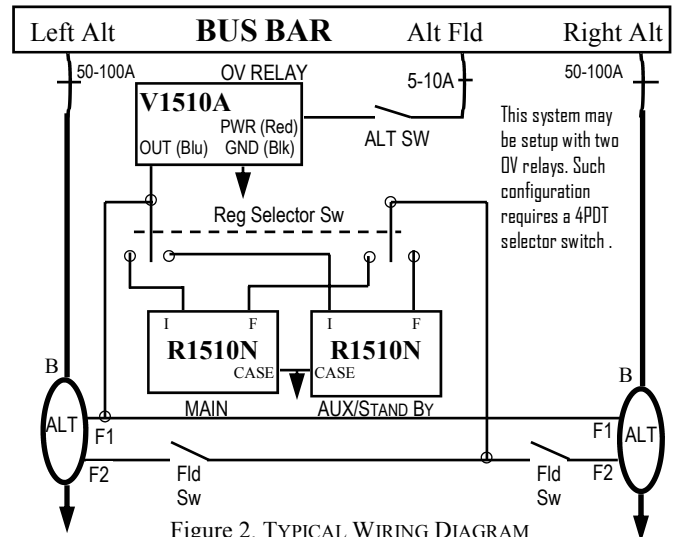 Left Alt BUS BAR Alt Fld Right Alt
50-100A OV RELAY 5-10A 50-100A
V1510A
PWR (Red)
OUT (Blu) GND (Blk)
ALT SW
This system may
be setup with two
OV relays. Such
configuration
requires a 4PDT
selector switch .
Reg Selector Sw
I F I F
R1510N R1510N
CASE CASE
MAIN AUX/STAND BY
B B
ALT F1 F1 ALT
F2 Fld Fld F2
Sw Sw
Figure 2. TYPICAL WIRING DIAGRAM